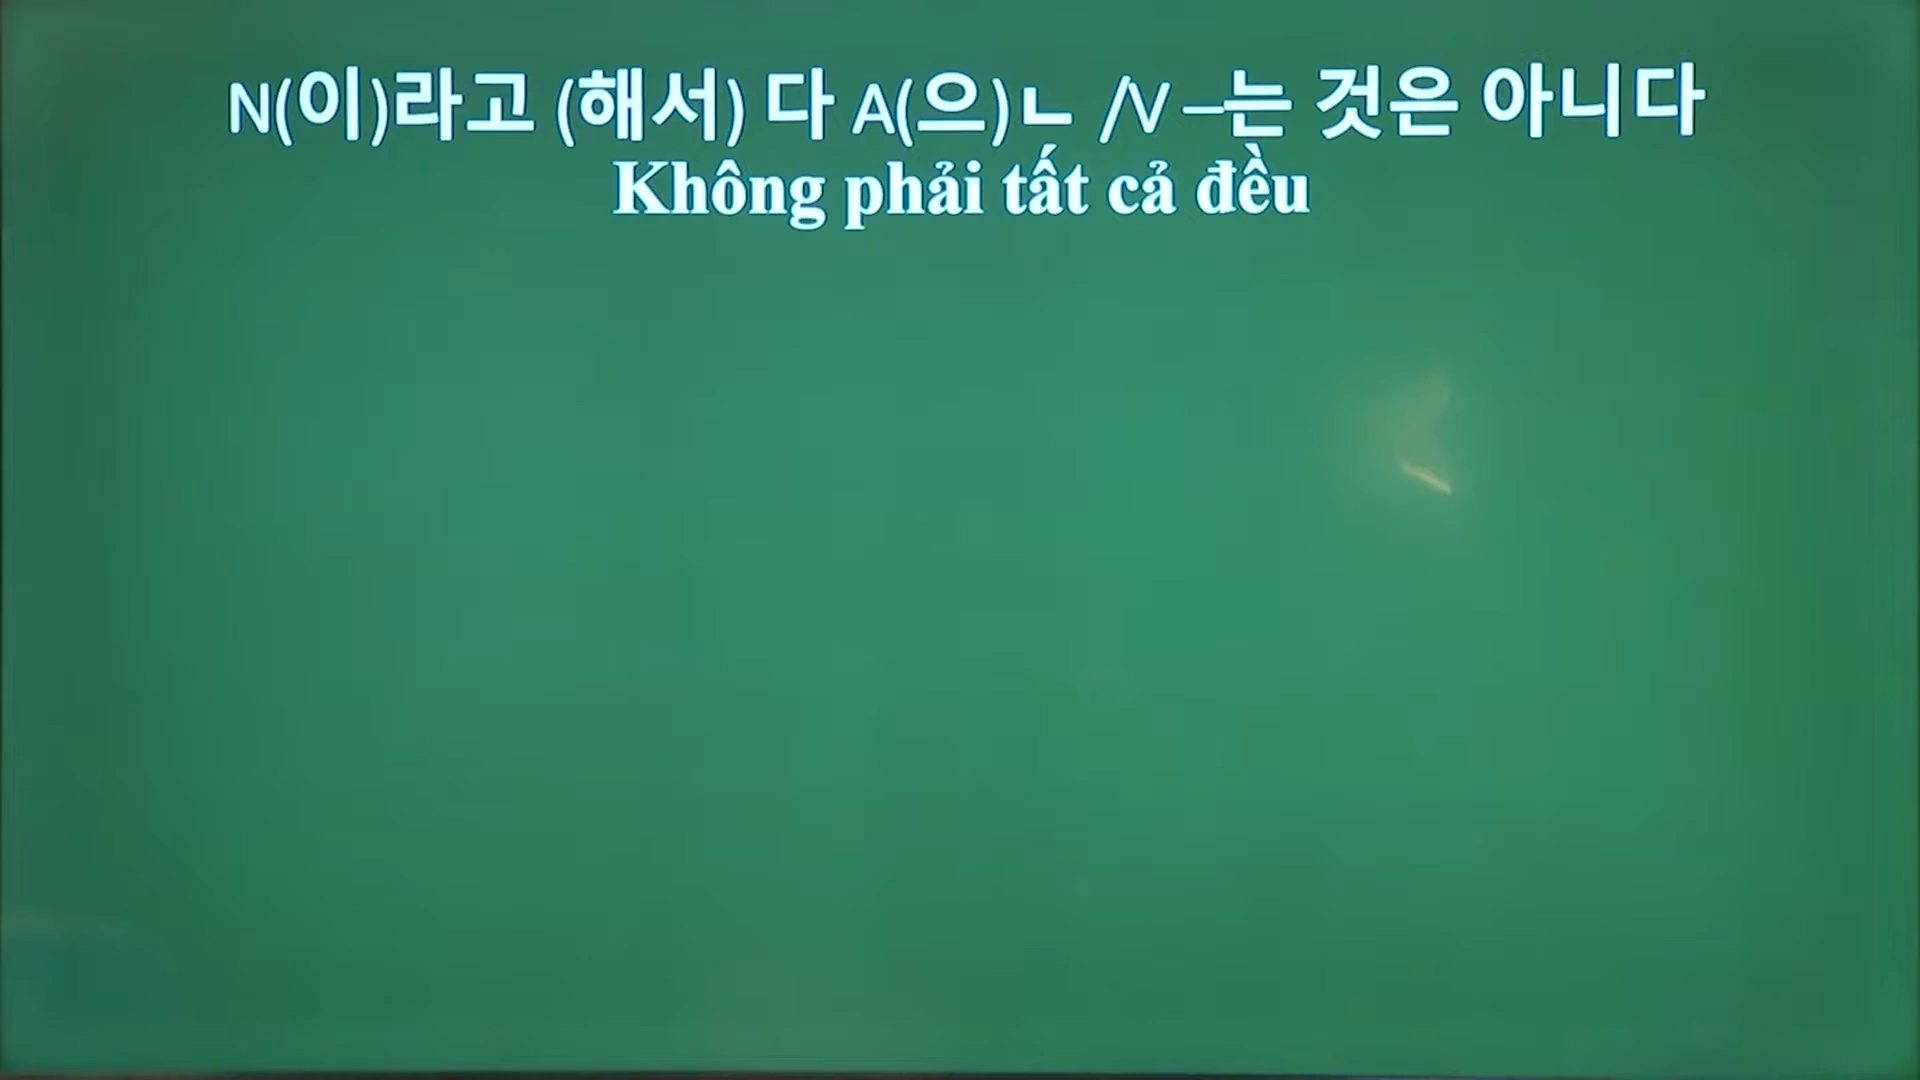 N(이)라고 (해서) 다 A(으)ㄴ /V –는 것은 아니다
Không phải tất cả đều